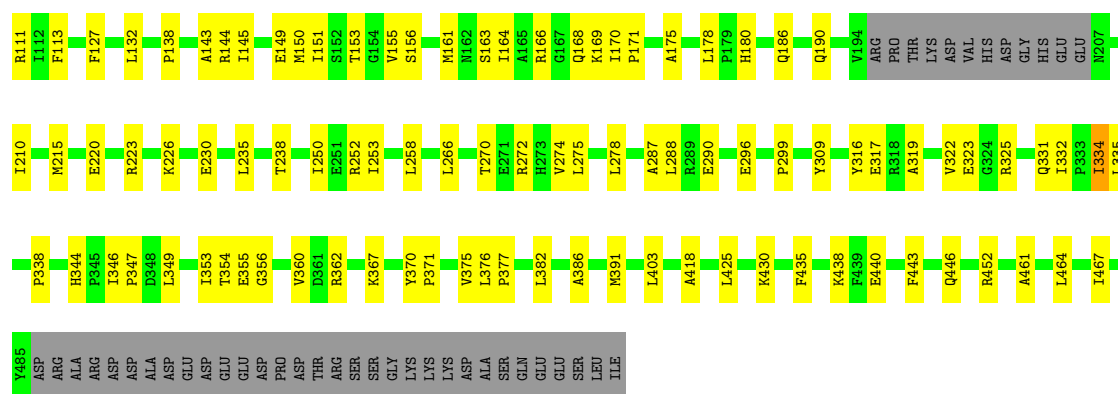 R111 I112 F113 F127 L132 P138 A143 R144 I145 E149 M150 I151 S152 T153 G154 V155 S156 M161 N162 S163 I164 A165 R166 G167 Q168 K169 I170 P171 A175 L178 P179 H180 Q186 Q190 V194 ARG PRO THR LYS ASP VAL HIS ASP GLY HIS GLU GLU N207
I210 M215 E220 R223 K226 E230 L235 T238 I250 E251 R252 I253 L258 L266 T270 E271 R272 H273 V274 L275 L278 A287 L288 R289 E290 E296 P299 Y309 Y316 E317 R318 A319 V322 E323 G324 R325 Q331 I332 P333 I334 L335
P338 H344 P345 I346 P347 D348 L349 I353 T354 E355 G356 V360 D361 R362 K367 Y370 P371 V375 L376 P377 L382 A386 M391 L403 A418 L425 K430 F435 K438 F439 E440 F443 Q446 R452 A461 L464 I467
Y485 ASP ARG ALA ARG ASP ASP ALA ASP GLU ASP GLU GLU ASP PRO ASP THR ARG SER SER GLY LYS LYS LYS ASP ALA SER GLN GLU GLU SER LEU ILE